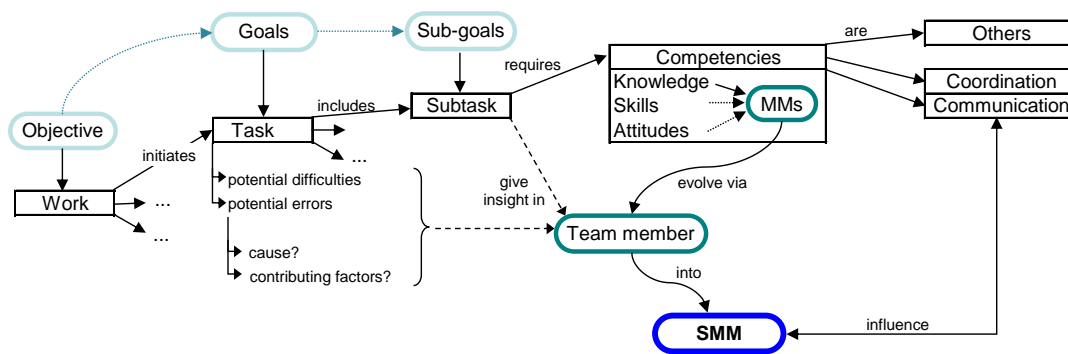 Goals
Sub-goals
are
Others
requires
Competencies
Knowledge
Skills
Attitudes
MMs
Coordination
Communication
includes
Subtask
Objective
Task
initiates
...
Work
...
...
potential difficulties
potential errors
cause?
contributing factors?
give
insight in
evolve via
Team member
into
SMM
influence